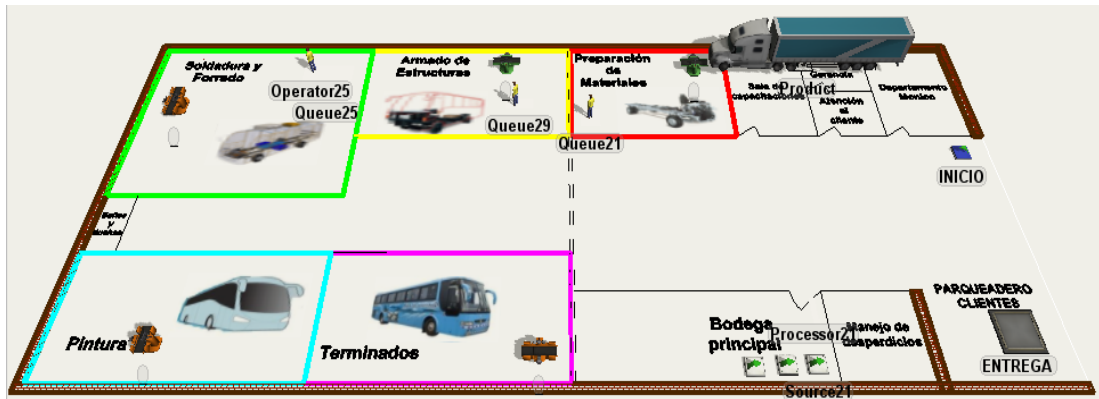 Soldadura y
Forrado
Operator25
Queue25
Armado de
Estructuras
Queue29
Preparación
de
Materiales
Queue21
Product
Sala de
capacitaciones
Gerencia
Atención
al
cliente
Departamento
Técnico
INICIO
Baños
y
Pintura
Terminados
Bodega
principal
Processor21
Manejo de
desperdicios
Source21
PARQUEADERO
CLIENTES
ENTREGA